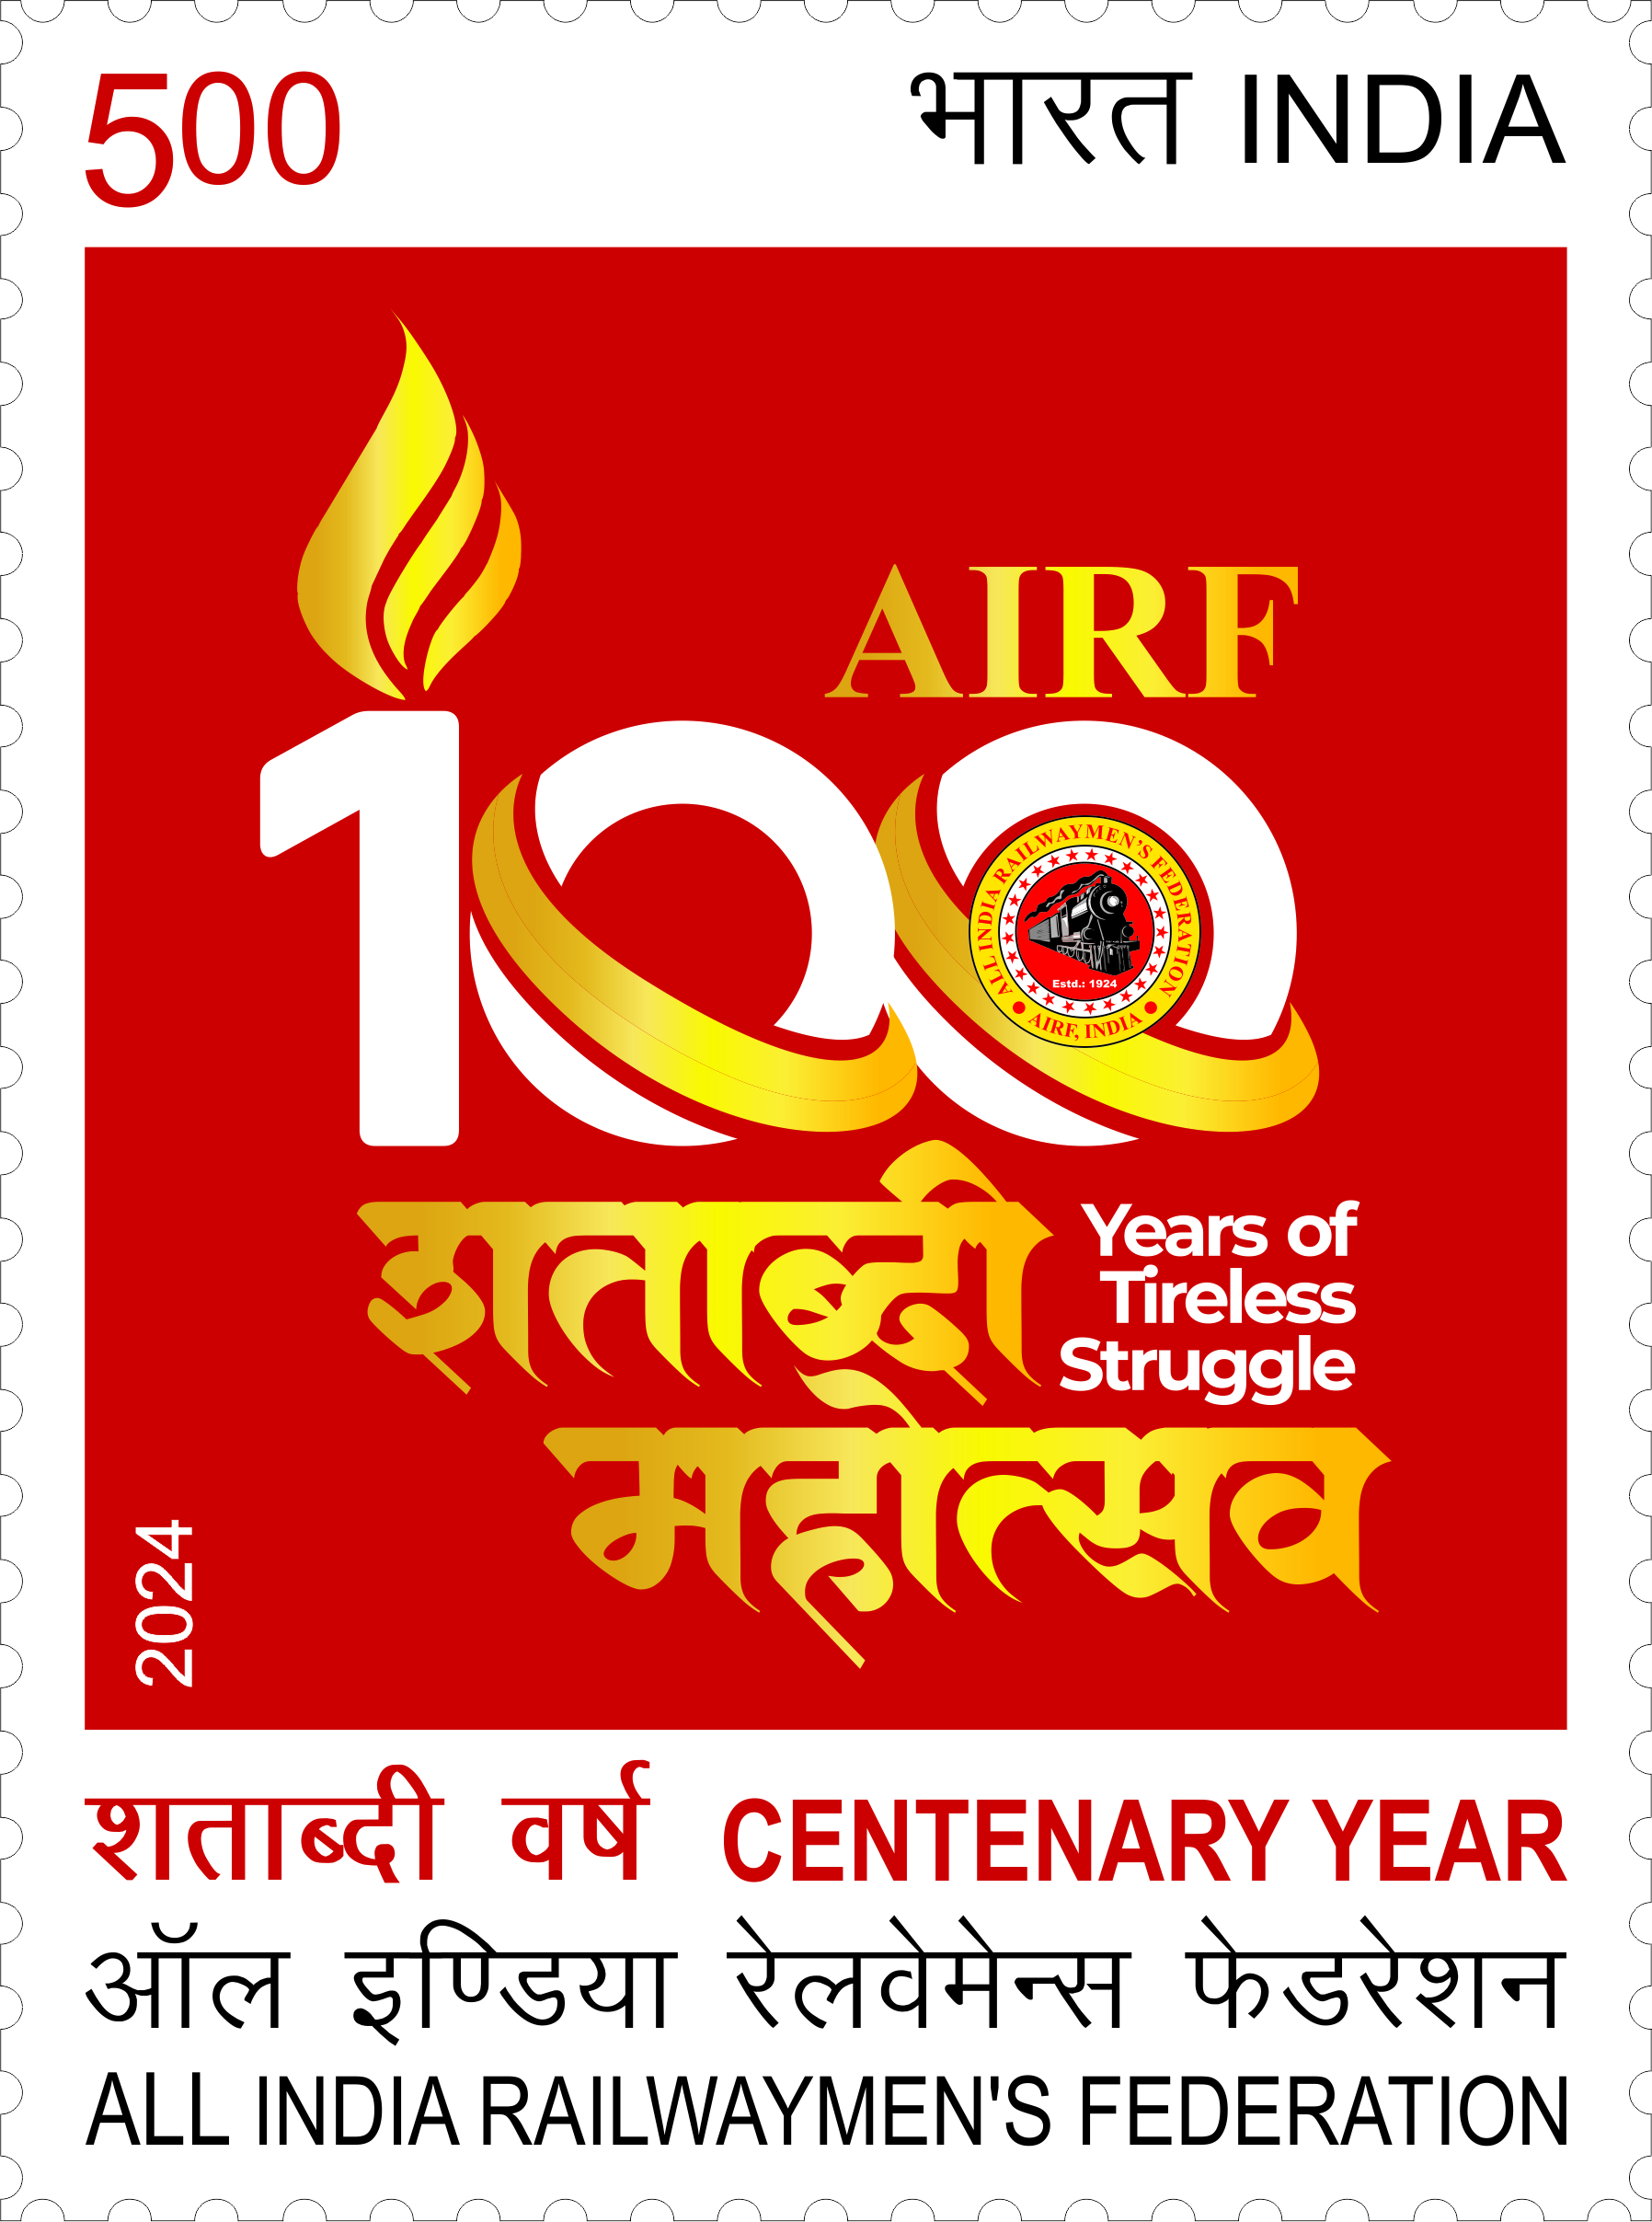 500 भारत INDIA
AIRF
100
ALL INDIA RAILWAYMEN'S FEDERATION
Estd.: 1924
• AIRF, INDIA •
शताब्दी
Years of
Tireless
Struggle
महोत्सव
2024
शताब्दी वर्ष CENTENARY YEAR
ऑल इण्डिया रेलवेमेन्स फेडरेशन
ALL INDIA RAILWAYMEN'S FEDERATION